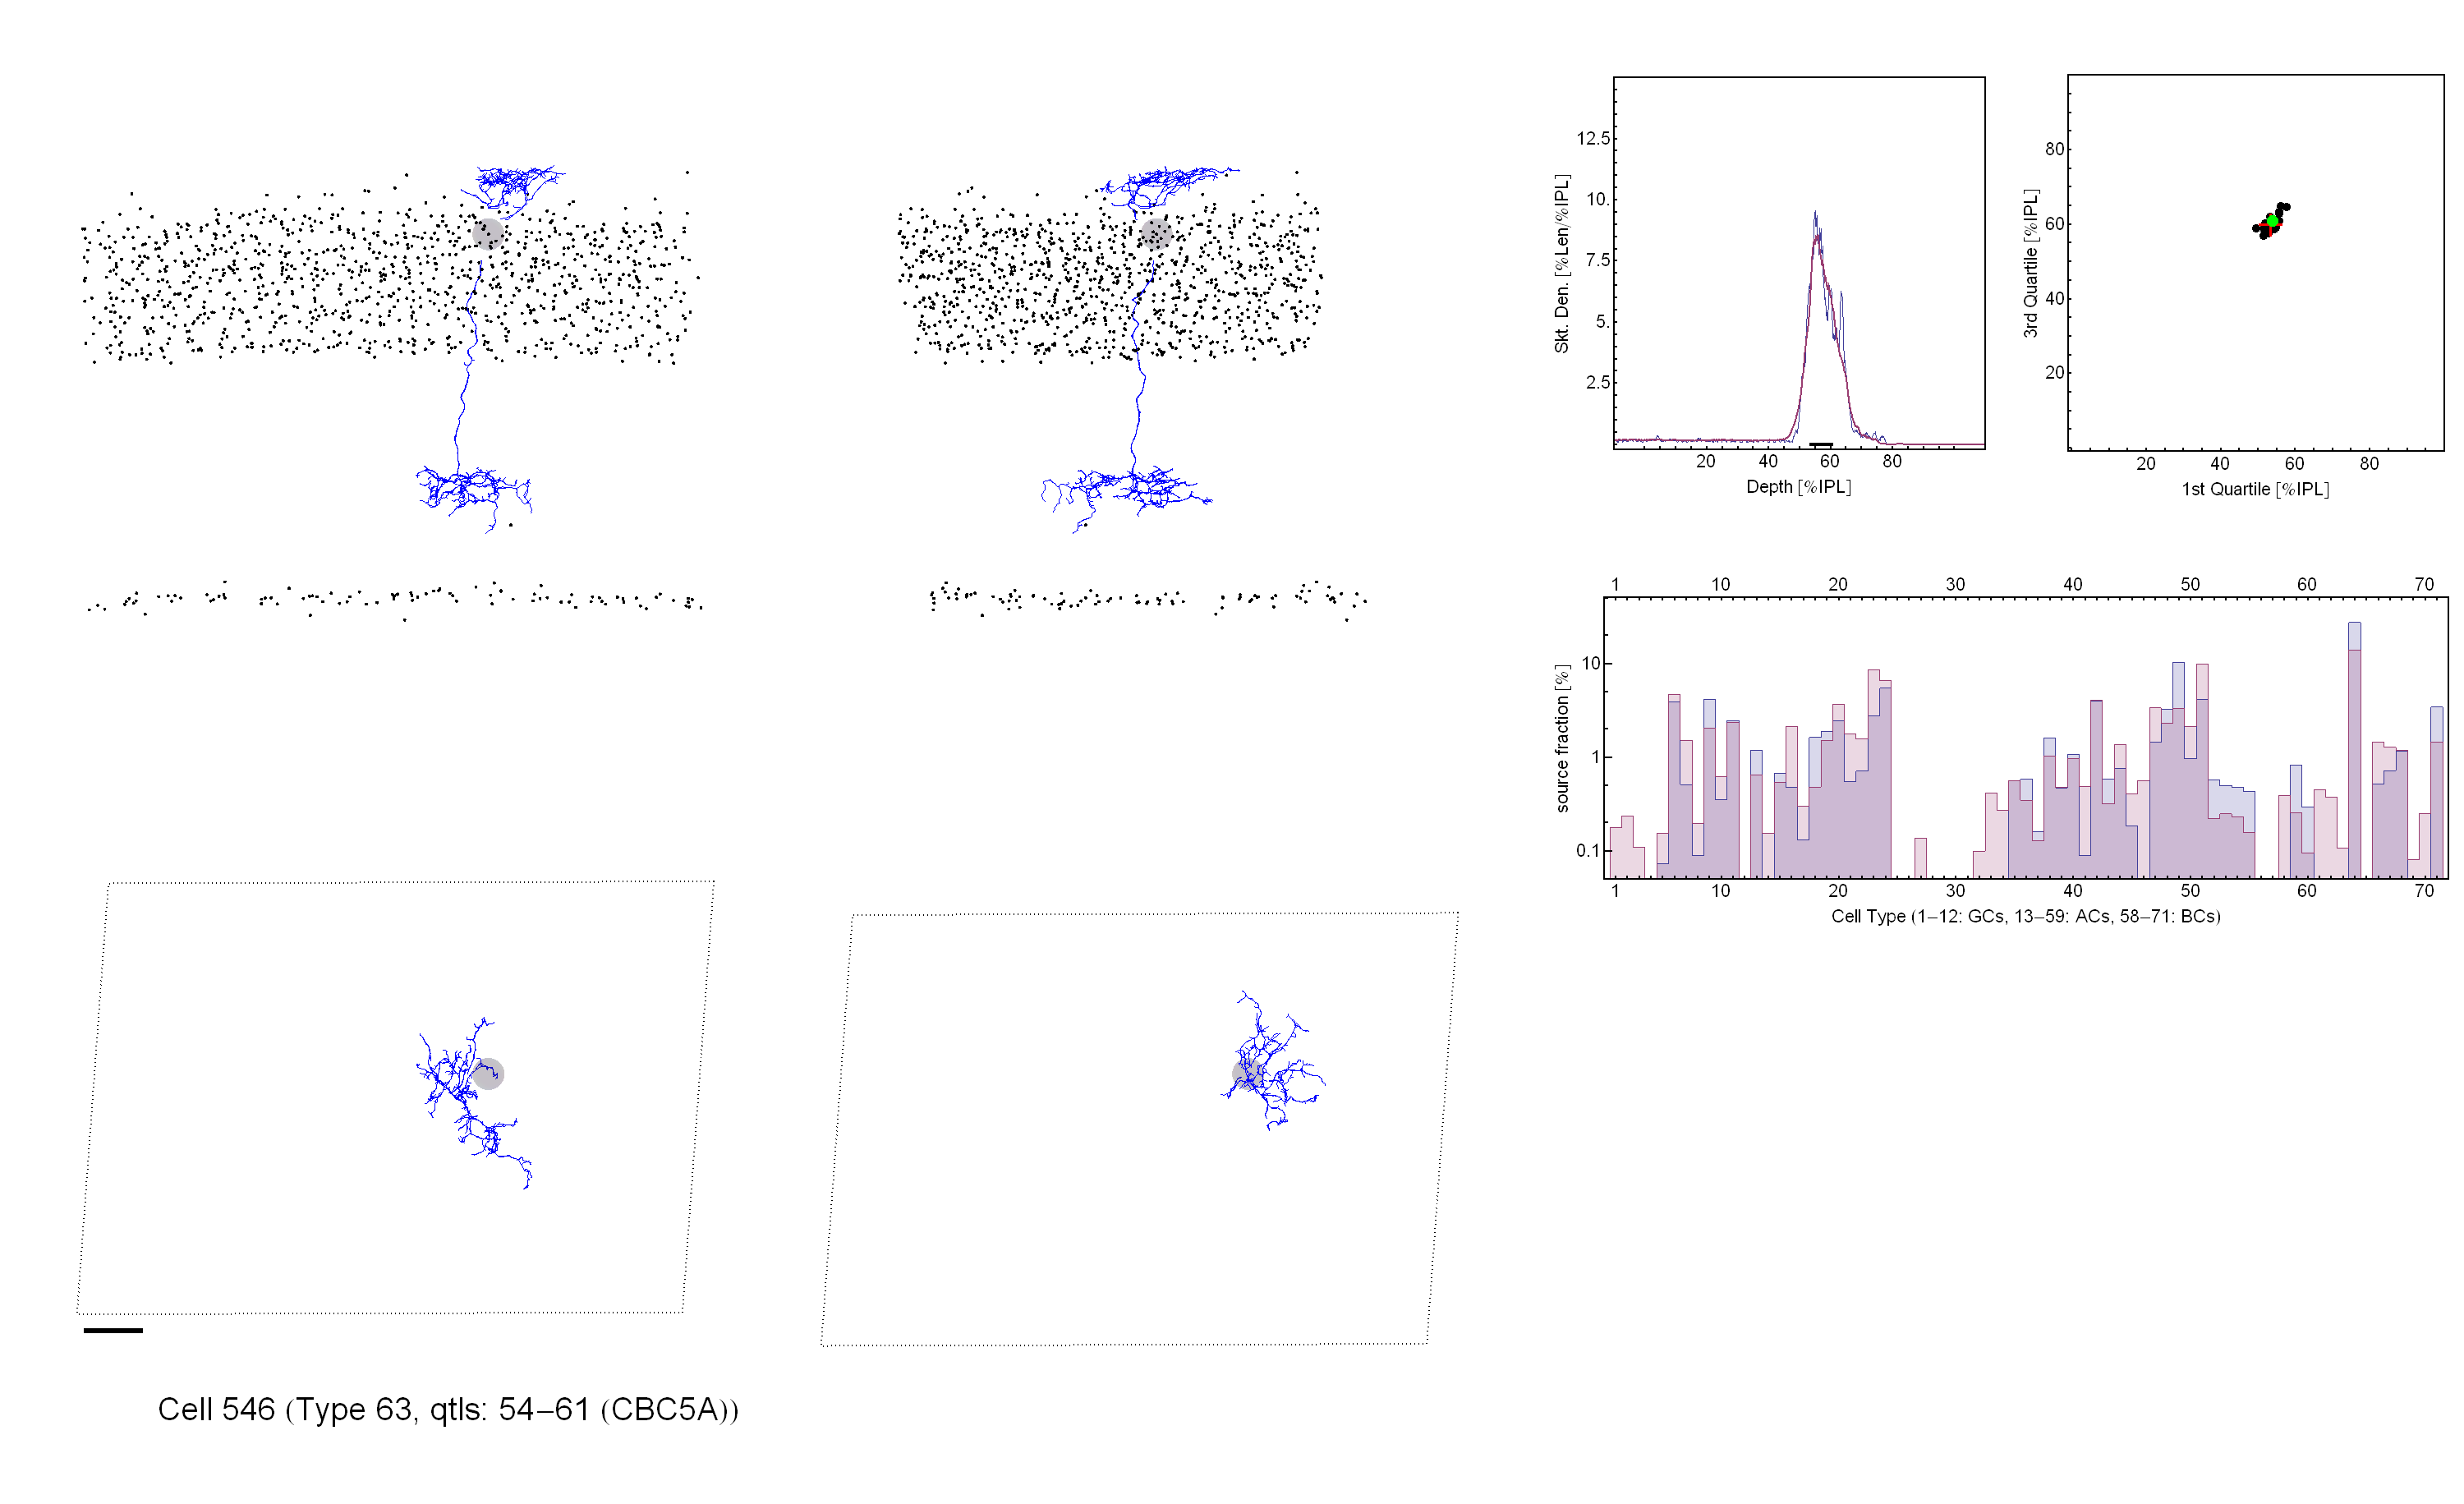 12.5
10.
7.5
5.
2.5
Skt. Den. [%Len/%IPL]
20 40 60 80
Depth [%IPL]
80
60
40
20
3rd Quartile [%IPL]
20 40 60 80
1st Quartile [%IPL]
1 10 20 30 40 50 60 70
10
1
0.1
source fraction [%]
1 10 20 30 40 50 60 70
Cell Type (1–12: GCs, 13–59: ACs, 58–71: BCs)
Cell 546 (Type 63, qtls: 54–61 (CBC5A))